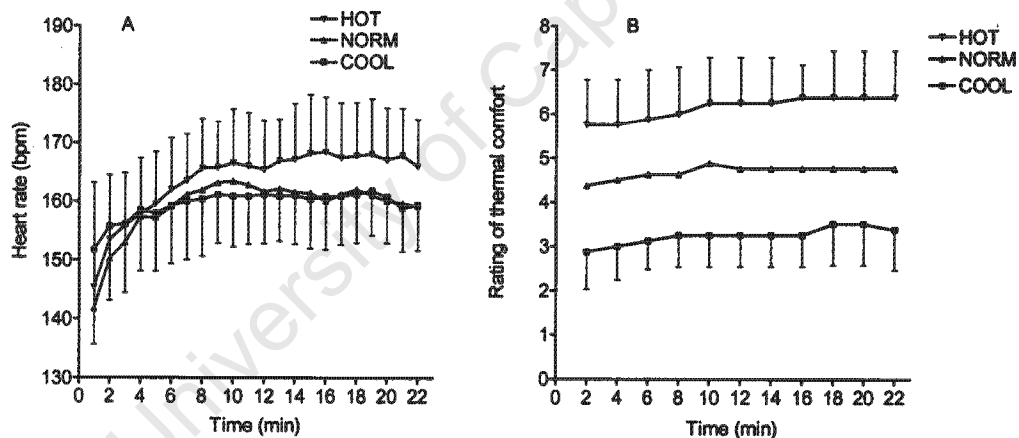 A
HOT
NORM
COOL
190
180
170
160
150
140
130
Heart rate (bpm)
0 2 4 6 8 10 12 14 16 18 20 22
Time (min)
B
HOT
NORM
COOL
8
7
6
5
4
3
2
1
0
Rating of thermal comfort
0 2 4 6 8 10 12 14 16 18 20 22
Time (min)
University of Cap